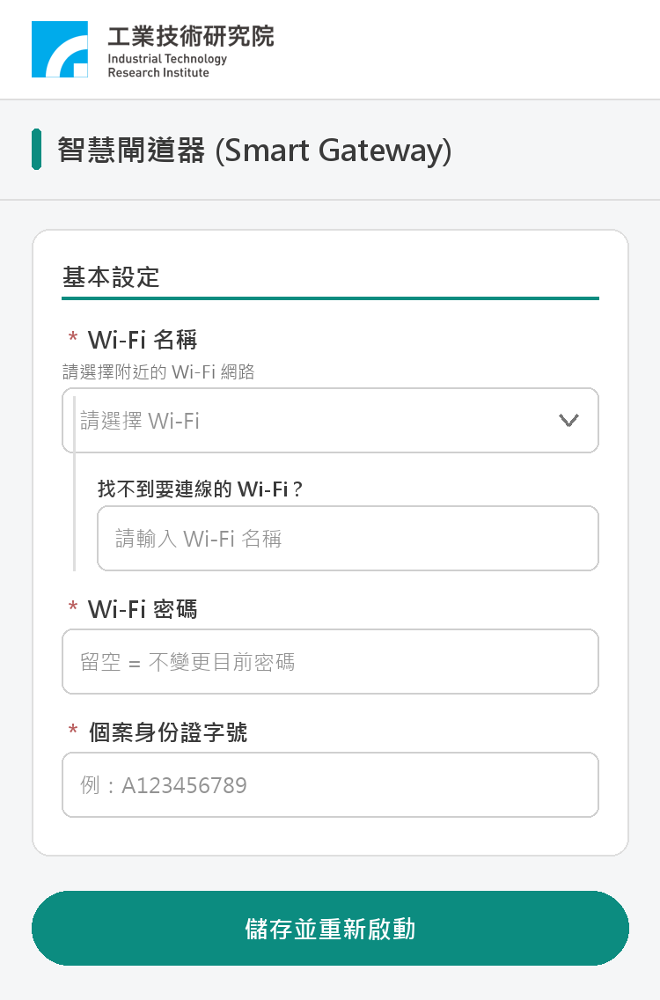 工業技術研究院
Industrial Technology
Research Institute
智慧閘道器 (Smart Gateway)
基本設定
* Wi-Fi 名稱
請選擇附近的 Wi-Fi 網路
請選擇 Wi-Fi
找不到要連線的 Wi-Fi？
請輸入 Wi-Fi 名稱
* Wi-Fi 密碼
留空 = 不變更目前密碼
* 個案身份證字號
例：A123456789
儲存並重新啟動